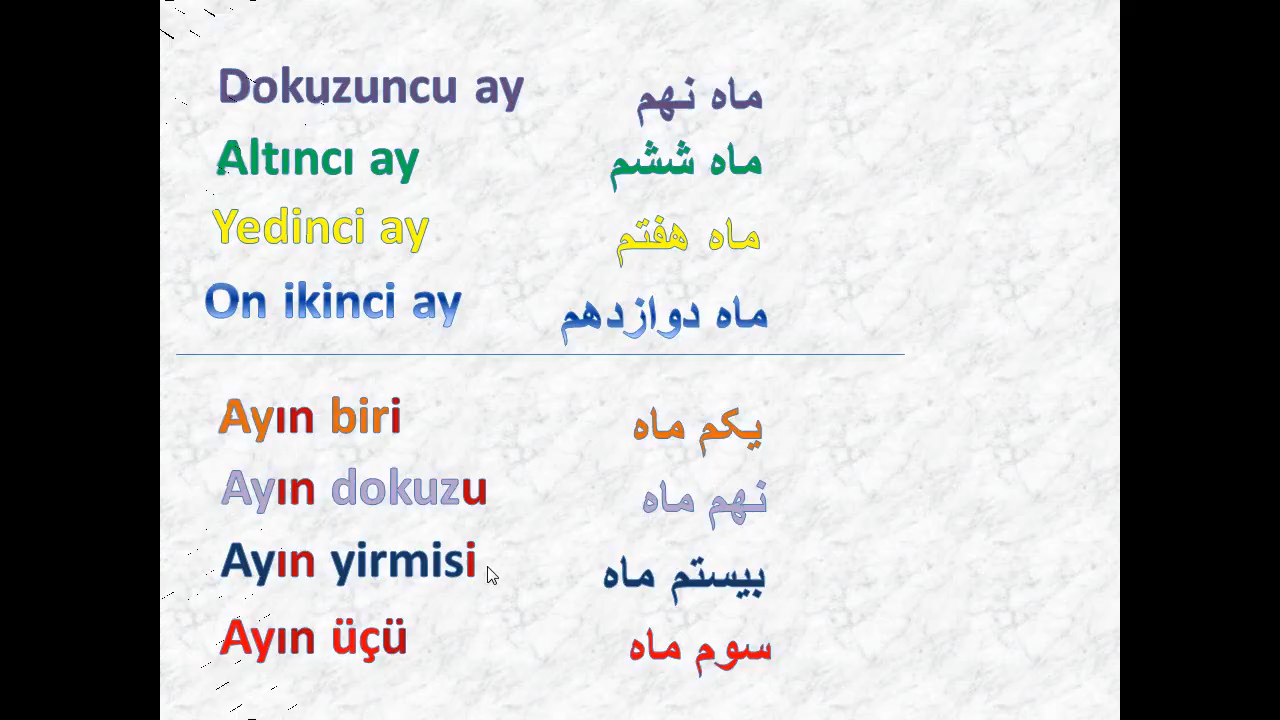 Dokuzuncu ay ماه نهم
Altıncı ay ماه ششم
Yedinci ay ماه هفتم
On ikinci ay ماه دوازدهم
Ayın biri یکم ماه
Ayın dokuzu نهم ماه
Ayın yirmisi بیستم ماه
Ayın üçü سوم ماه